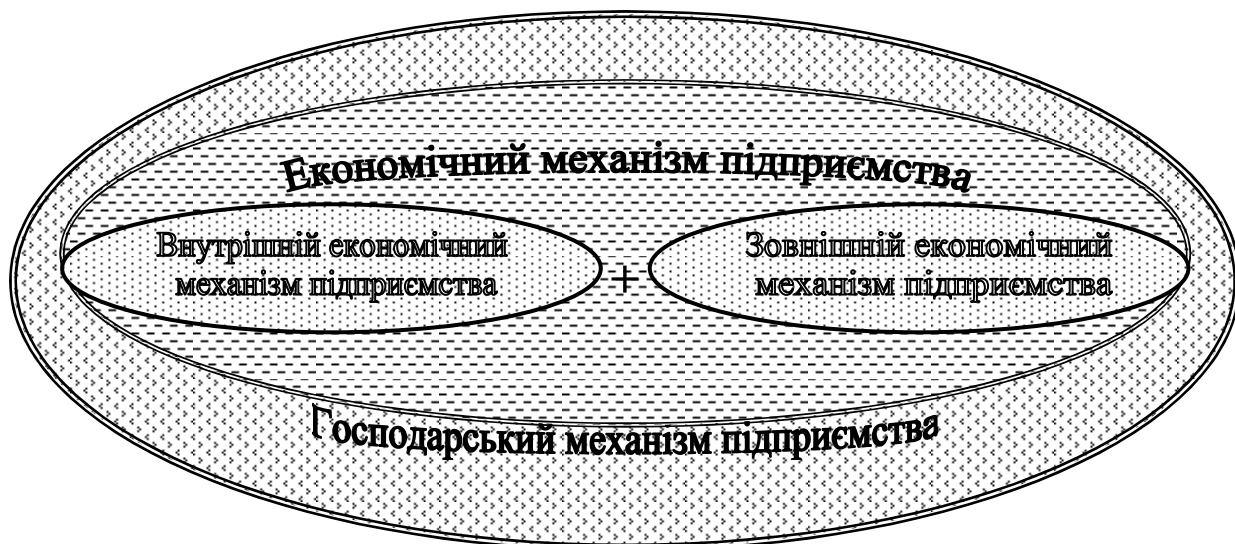 Економічний механізм підприємства
Внутрішній економічний
механізм підприємства
+
Зовнішній економічний
механізм підприємства
Господарський механізм підприємства